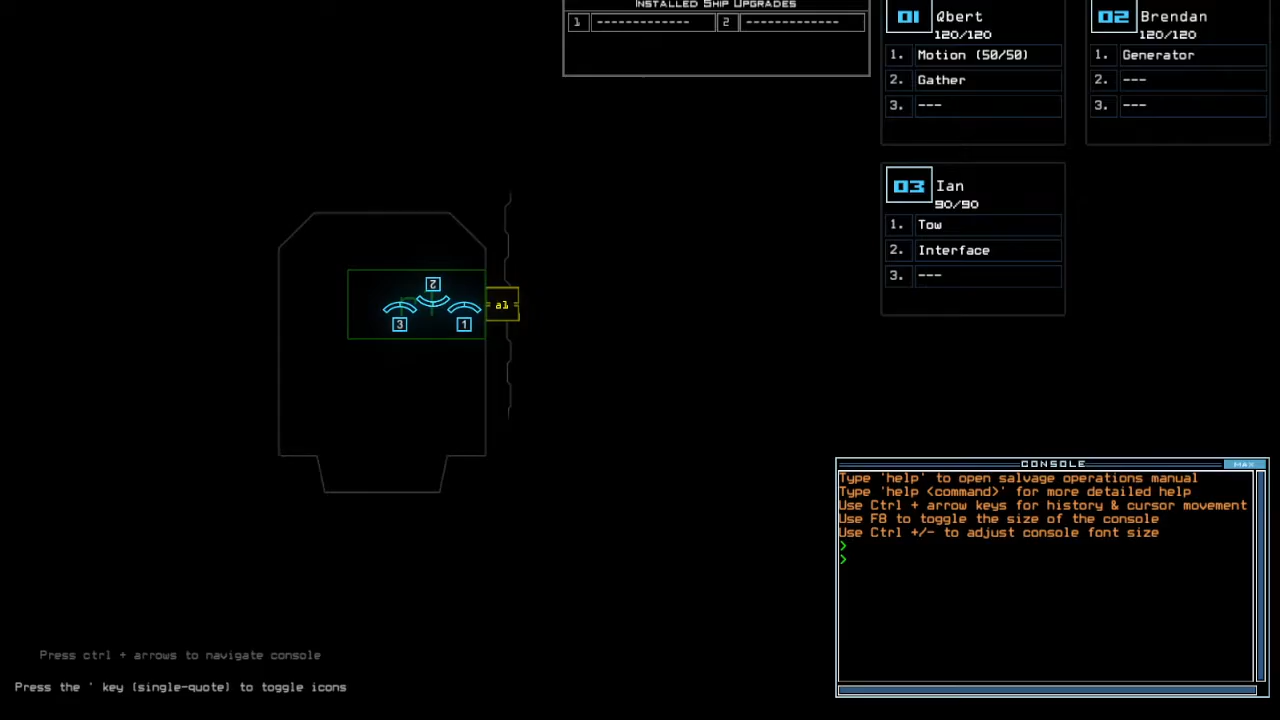 INSTALLED SHIP UPGRADES
1 ------------- 2 -------------
01 Qbert
120/120
1. Motion (50/50)
2. Gather
3. ---
02 Brendan
120/120
1. Generator
2. ---
3. ---
03 Ian
90/90
1. Tow
2. Interface
3. ---
2
3
1
a1
CONSOLE
MAX
Type 'help' to open salvage operations manual
Type 'help <command>' for more detailed help
Use Ctrl + arrow keys for history & cursor movement
Use F8 to toggle the size of the console
Use Ctrl +/- to adjust console font size
>
>
Press ctrl + arrows to navigate console
Press the ' key (single-quote) to toggle icons